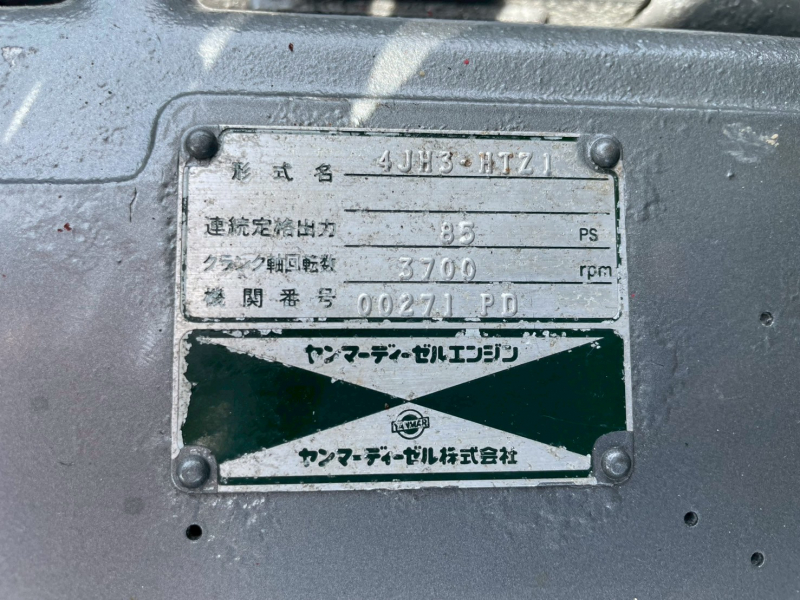 形式名 4JH3-HTZ1
連続定格出力 85 PS
クランク軸回転数 3700 rpm
機関番号 00271 PD
ヤンマーディーゼルエンジン
YANMAR
ヤンマーディーゼル株式会社